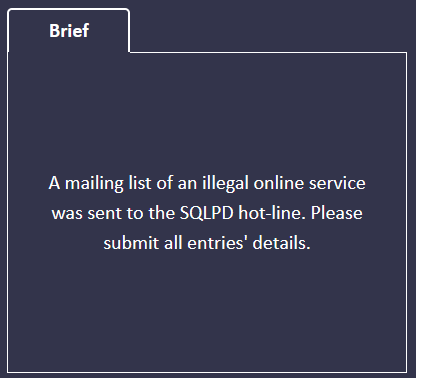 Brief
A mailing list of an illegal online service
was sent to the SQLPD hot-line. Please
submit all entries' details.